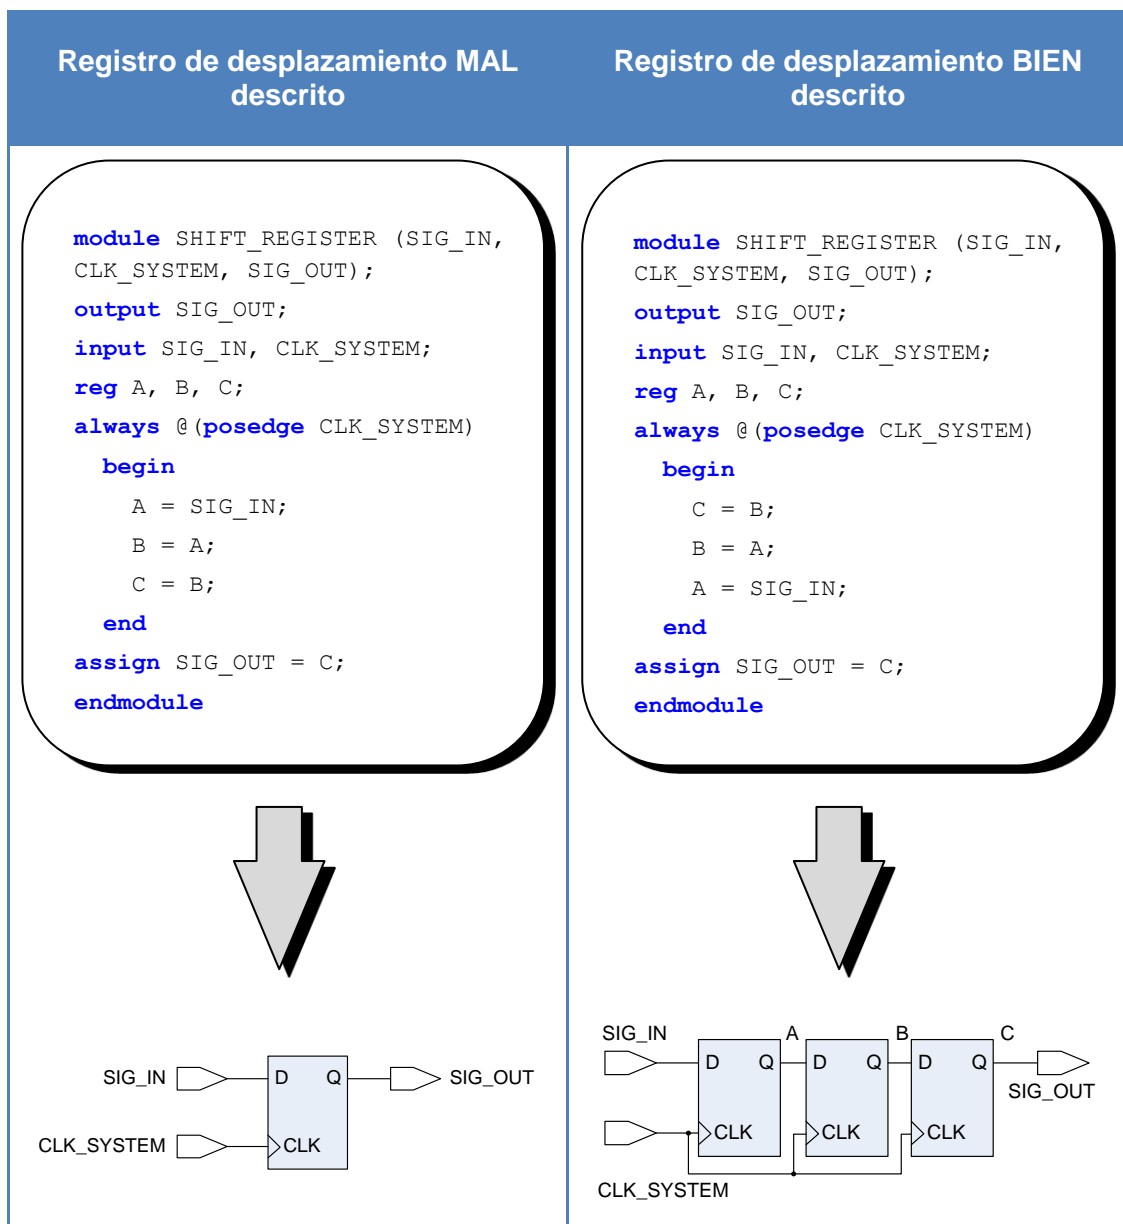 Registro de desplazamiento MAL
descrito
Registro de desplazamiento BIEN
descrito
module SHIFT_REGISTER (SIG_IN,
CLK_SYSTEM, SIG_OUT);
output SIG_OUT;
input SIG_IN, CLK_SYSTEM;
reg A, B, C;
always @(posedge CLK_SYSTEM)
begin
A = SIG_IN;
B = A;
C = B;
end
assign SIG_OUT = C;
endmodule
module SHIFT_REGISTER (SIG_IN,
CLK_SYSTEM, SIG_OUT);
output SIG_OUT;
input SIG_IN, CLK_SYSTEM;
reg A, B, C;
always @(posedge CLK_SYSTEM)
begin
C = B;
B = A;
A = SIG_IN;
end
assign SIG_OUT = C;
endmodule
SIG_IN D Q SIG_OUT
CLK_SYSTEM CLK
SIG_IN A B C
D Q D Q D Q
SIG_OUT
CLK CLK CLK
CLK_SYSTEM